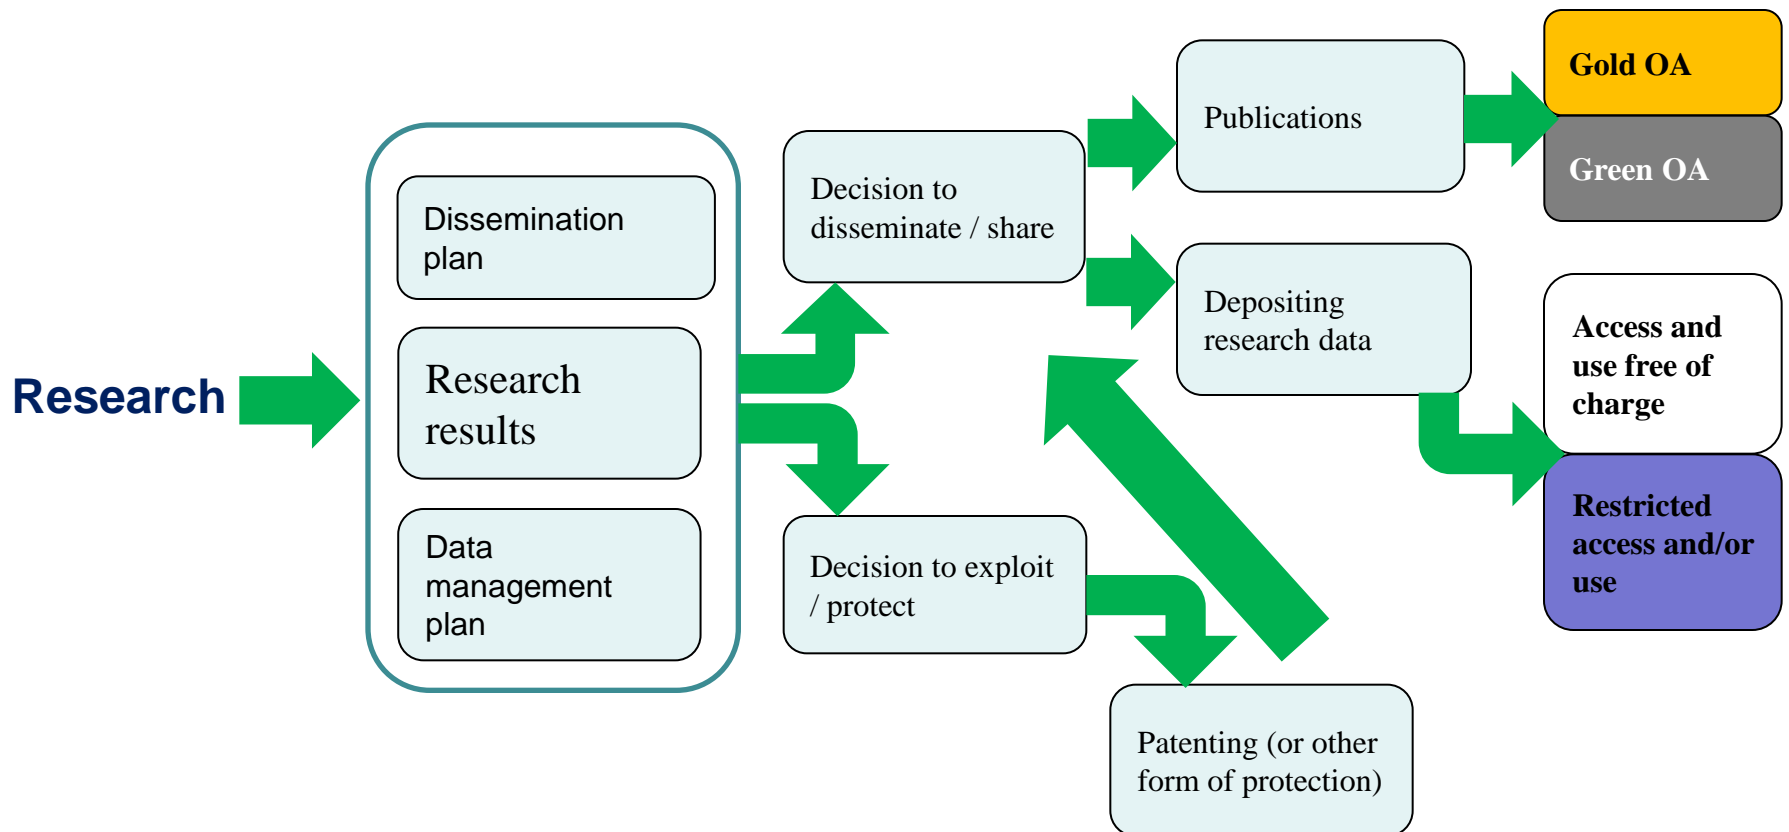 Research
Dissemination
plan
Research
results
Data
management
plan
Decision to
disseminate / share
Decision to exploit
/ protect
Publications
Depositing
research data
Patenting (or other
form of protection)
Gold OA
Green OA
Access and
use free of
charge
Restricted
access and/or
use